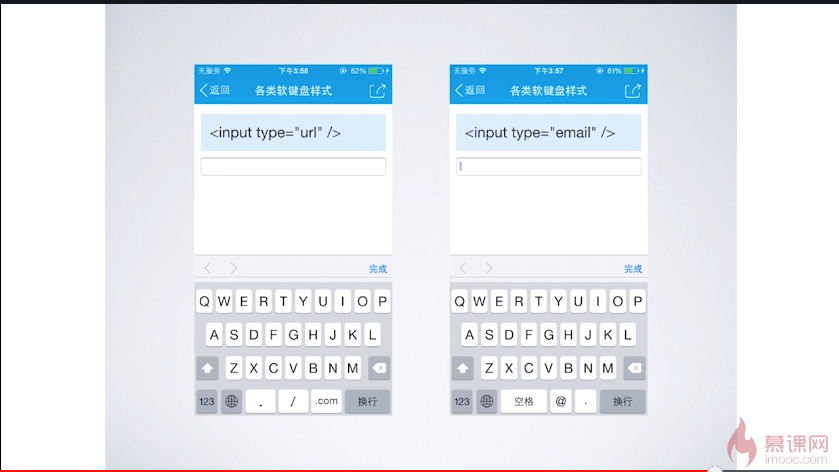 无服务 下午3:58 62%
返回 各类软键盘样式
<input type="url" />
完成
Q W E R T Y U I O P
A S D F G H J K L
Z X C V B N M
123 . / .com 换行
无服务 下午3:57 61%
返回 各类软键盘样式
<input type="email" />
完成
Q W E R T Y U I O P
A S D F G H J K L
Z X C V B N M
123 空格 @ . 换行
慕课网
imooc.com